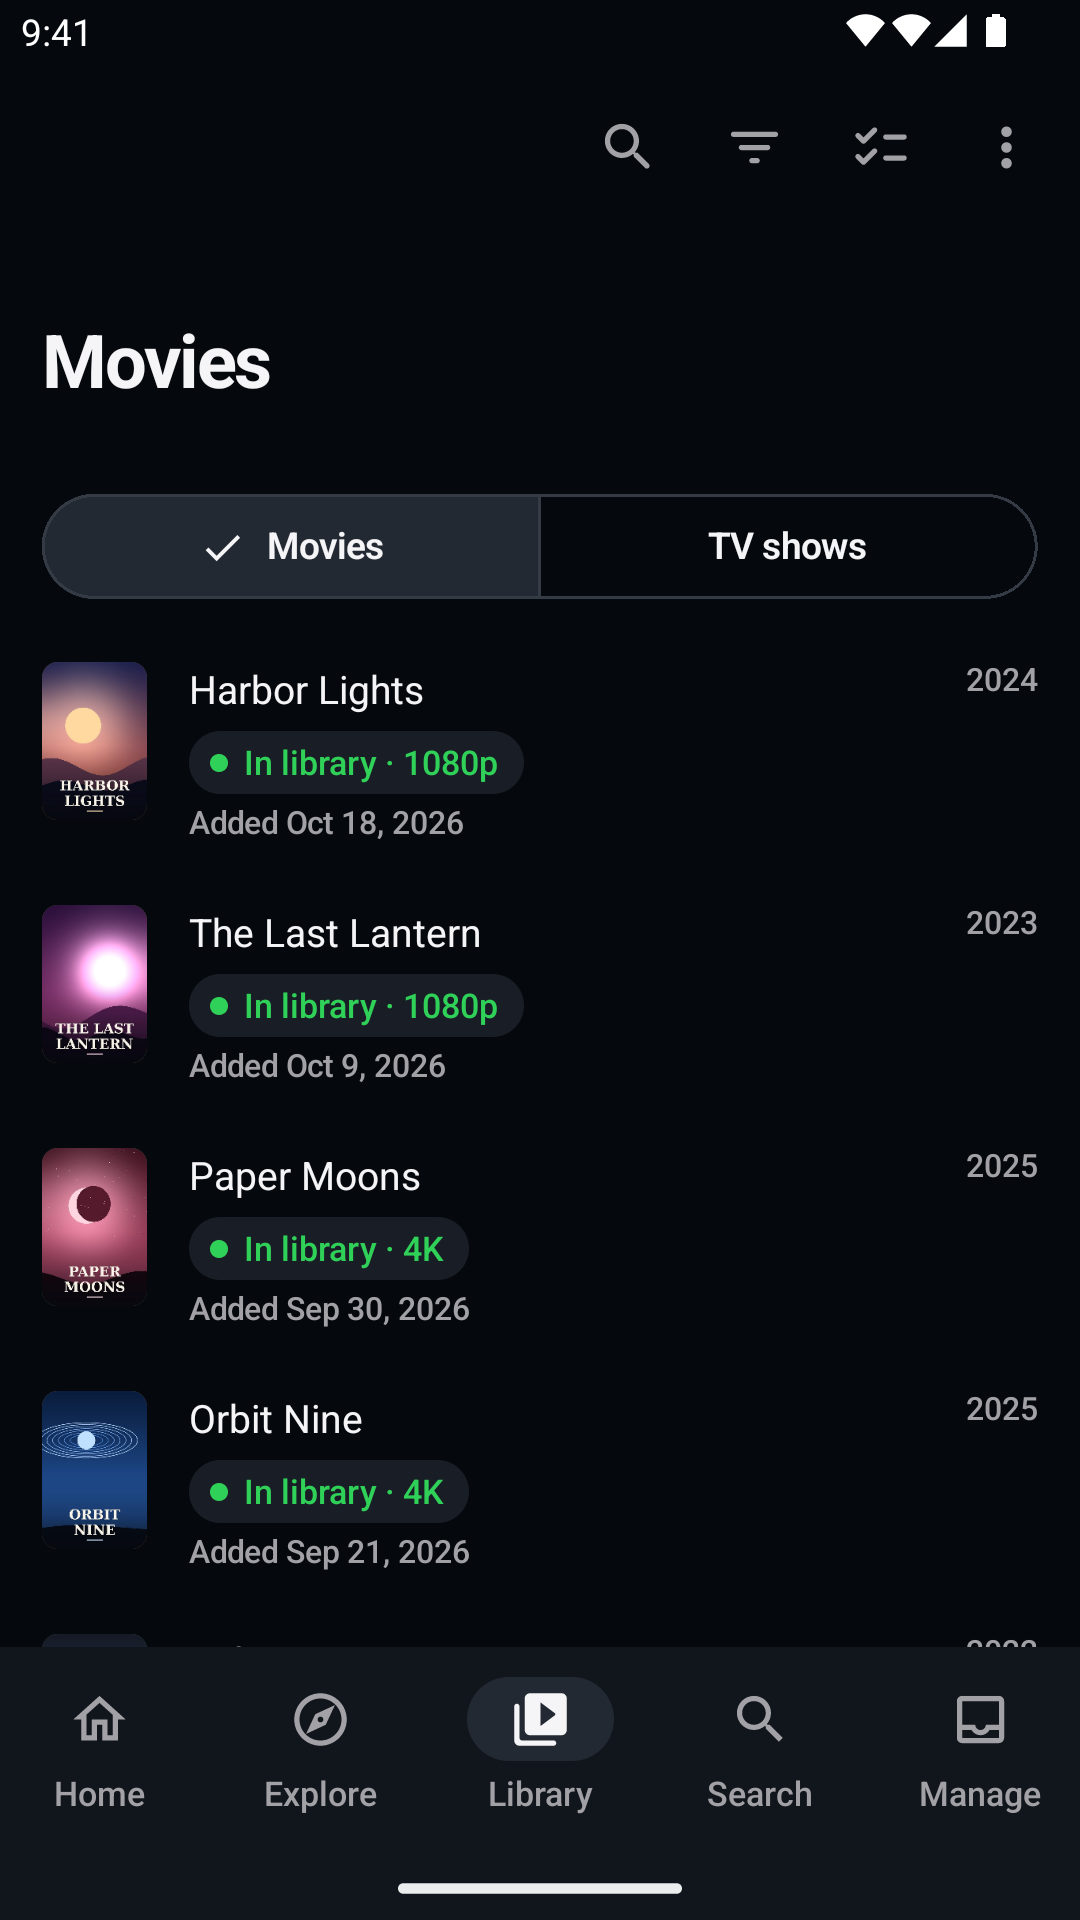 9:41
Movies
Movies
TV shows
HARBOR
LIGHTS
Harbor Lights
2024
In library · 1080p
Added Oct 18, 2026
THE LAST
LANTERN
The Last Lantern
2023
In library · 1080p
Added Oct 9, 2026
PAPER
MOONS
Paper Moons
2025
In library · 4K
Added Sep 30, 2026
ORBIT
NINE
Orbit Nine
2025
In library · 4K
Added Sep 21, 2026
Home
Explore
Library
Search
Manage